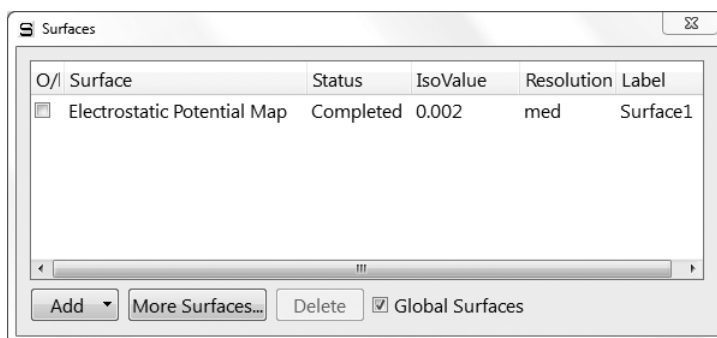 Surfaces
O/ Surface Status IsoValue Resolution Label
Electrostatic Potential Map Completed 0.002 med Surface1
Add More Surfaces... Delete Global Surfaces